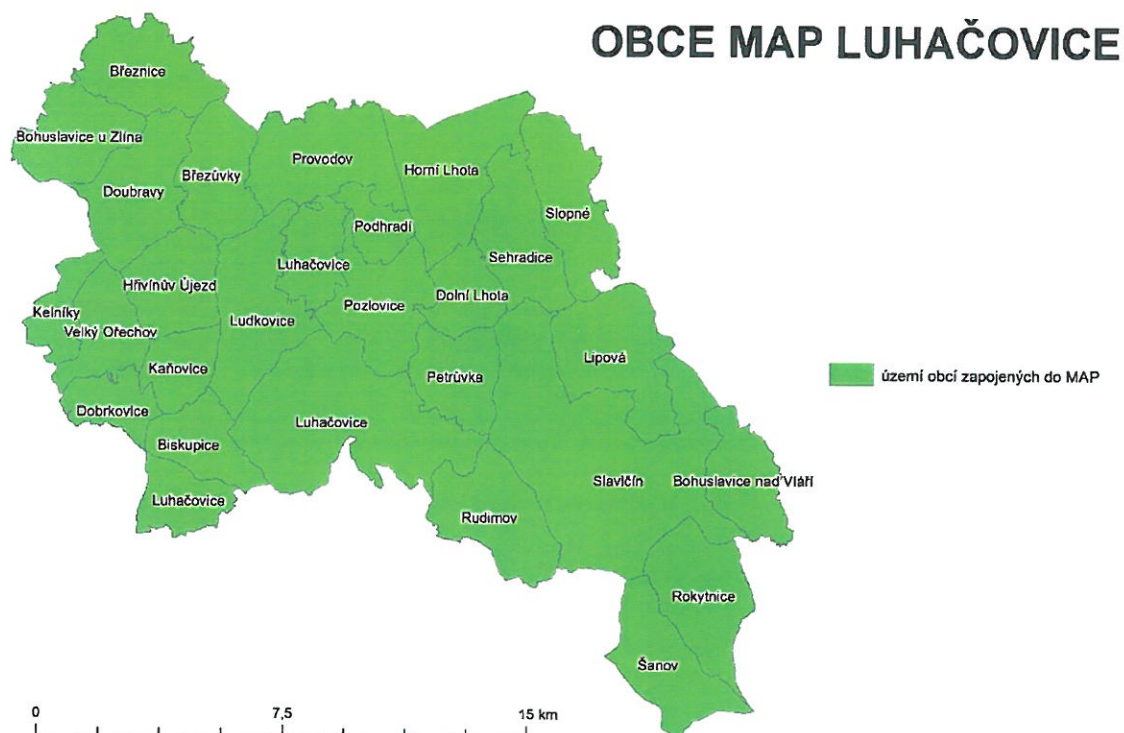 OBCE MAP LUHAČOVICE
Březnice
Bohuslavice u Zlína
Provodov
Horní Lhota
Březůvky
Doubravy
Slopné
Podhradí
Sehradice
Luhačovice
Hřivínův Újezd
Dolní Lhota
Pozlovice
Kelníky
Ludkovice
Velký Ořechov
Lipová
Kaňovice
Petrůvka
území obcí zapojených do MAP
Dobrkovice
Luhačovice
Biskupice
Slavičín
Bohuslavice nad Vláří
Luhačovice
Rudimov
Rokytnice
Šanov
0 7,5 15 km